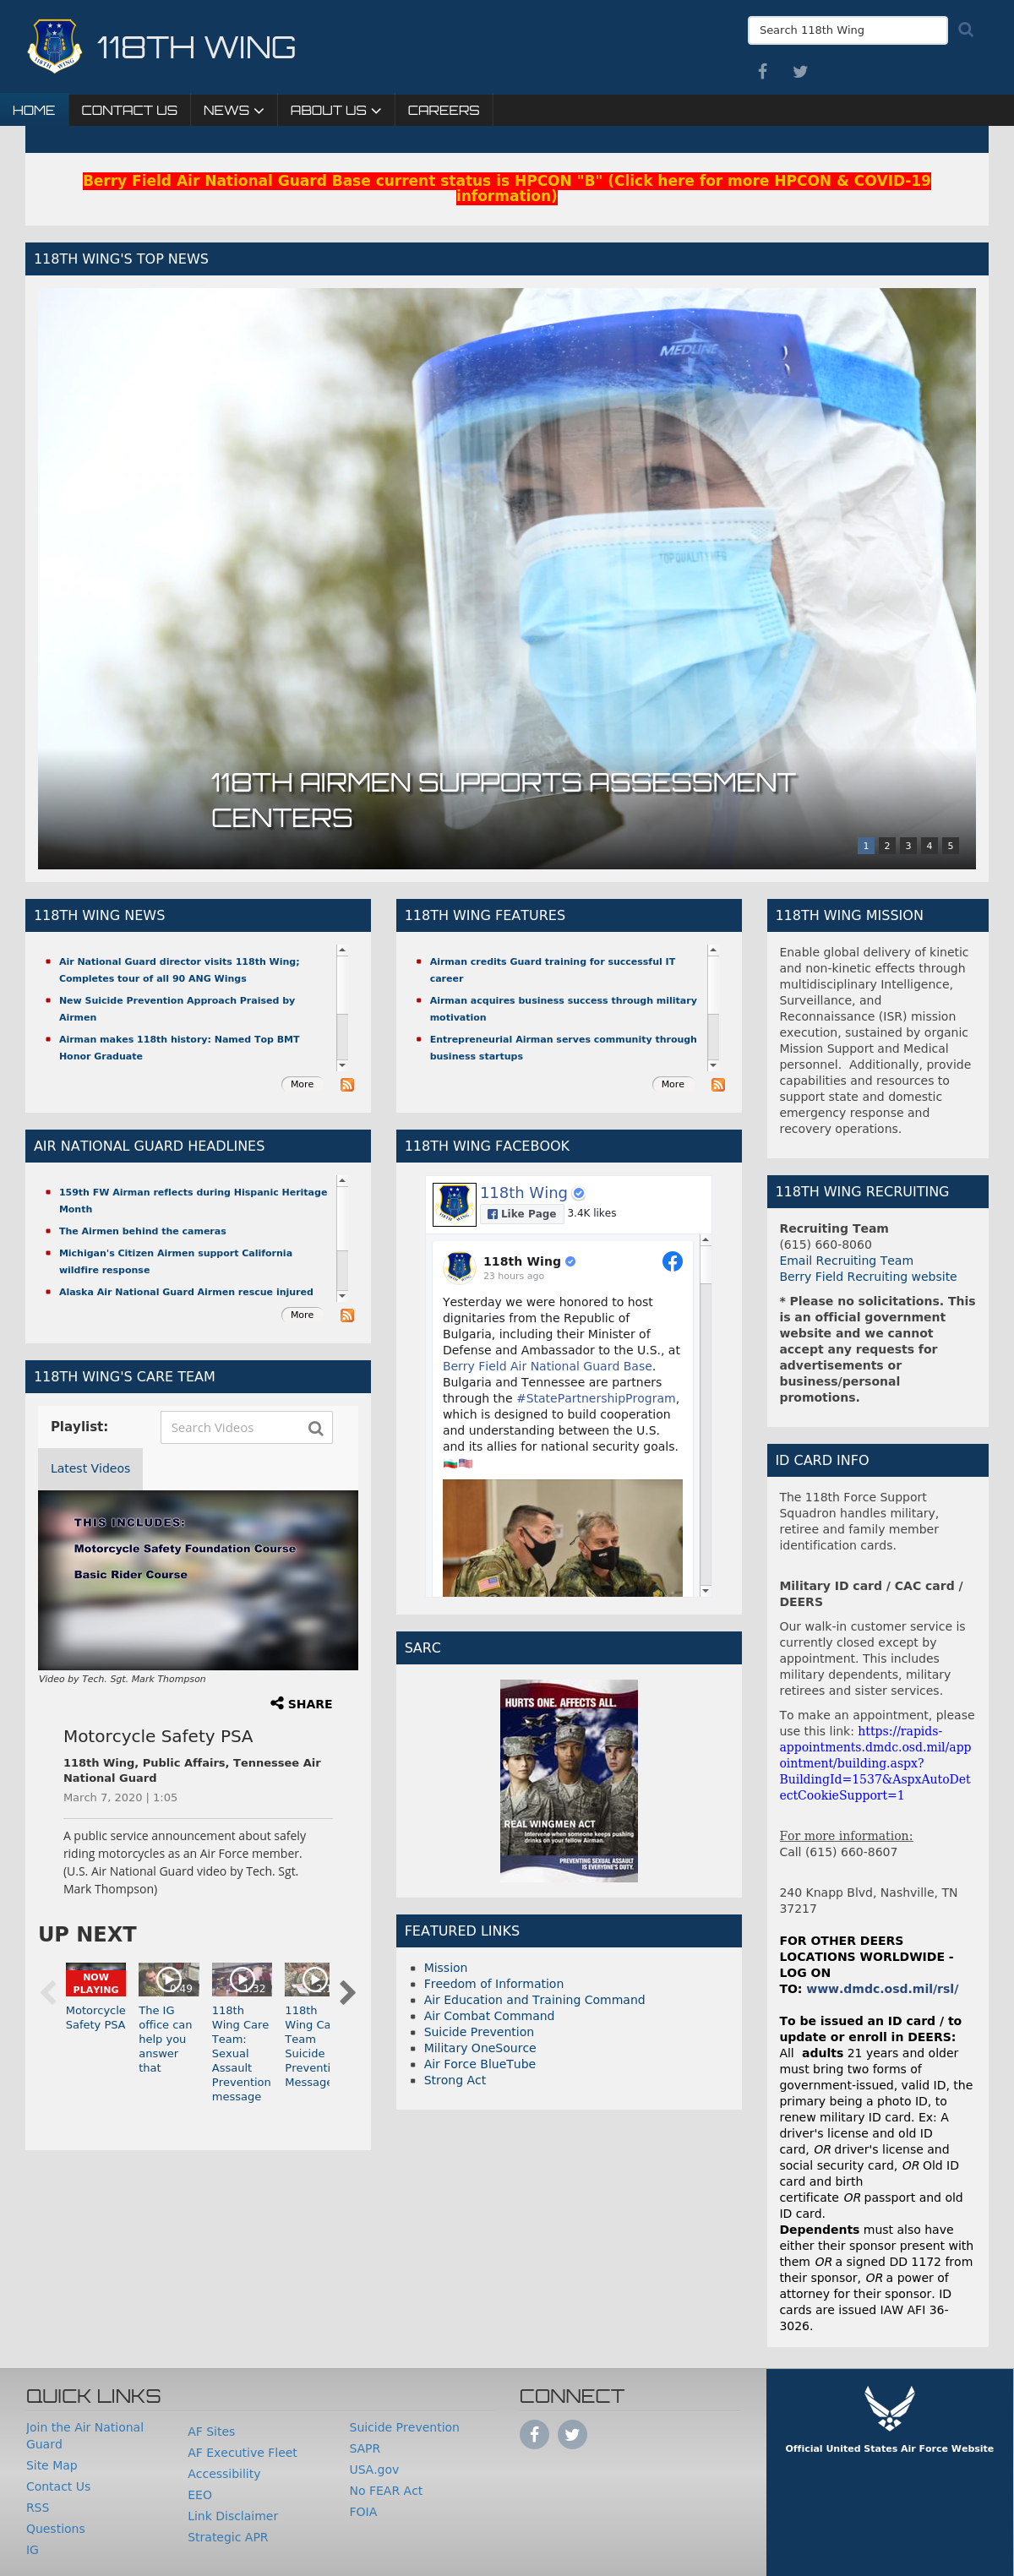 118TH WING
Search 118th Wing
HOME
CONTACT US
NEWS
ABOUT US
CAREERS
Berry Field Air National Guard Base current status is HPCON "B" (Click here for more HPCON & COVID-19
information)
118TH WING'S TOP NEWS
MEDLINE
TOP QUALITY HER
118TH AIRMEN SUPPORTS ASSESSMENT
CENTERS
1 2 3 4 5
118TH WING NEWS
Air National Guard director visits 118th Wing;
Completes tour of all 90 ANG Wings
New Suicide Prevention Approach Praised by
Airmen
Airman makes 118th history: Named Top BMT
Honor Graduate
More
118TH WING FEATURES
Airman credits Guard training for successful IT
career
Airman acquires business success through military
motivation
Entrepreneurial Airman serves community through
business startups
More
118TH WING MISSION
Enable global delivery of kinetic
and non-kinetic effects through
multidisciplinary Intelligence,
Surveillance, and
Reconnaissance (ISR) mission
execution, sustained by organic
Mission Support and Medical
personnel.  Additionally, provide
capabilities and resources to
support state and domestic
emergency response and
recovery operations.
AIR NATIONAL GUARD HEADLINES
159th FW Airman reflects during Hispanic Heritage
Month
The Airmen behind the cameras
Michigan's Citizen Airmen support California
wildfire response
Alaska Air National Guard Airmen rescue injured
More
118TH WING FACEBOOK
118th Wing
Like Page
3.4K likes
118th Wing
23 hours ago
Yesterday we were honored to host
dignitaries from the Republic of
Bulgaria, including their Minister of
Defense and Ambassador to the U.S., at
Berry Field Air National Guard Base.
Bulgaria and Tennessee are partners
through the #StatePartnershipProgram,
which is designed to build cooperation
and understanding between the U.S.
and its allies for national security goals.
118TH WING RECRUITING
Recruiting Team
(615) 660-8060
Email Recruiting Team
Berry Field Recruiting website
* Please no solicitations. This
is an official government
website and we cannot
accept any requests for
advertisements or
business/personal
promotions.
118TH WING'S CARE TEAM
Playlist:
Search Videos
Latest Videos
THIS INCLUDES:
Motorcycle Safety Foundation Course
Basic Rider Course
Video by Tech. Sgt. Mark Thompson
SHARE
Motorcycle Safety PSA
118th Wing, Public Affairs, Tennessee Air
National Guard
March 7, 2020 | 1:05
A public service announcement about safely
riding motorcycles as an Air Force member.
(U.S. Air National Guard video by Tech. Sgt.
Mark Thompson)
UP NEXT
NOW
PLAYING
Motorcycle
Safety PSA
0:49
The IG
office can
help you
answer
that
1:32
118th
Wing Care
Team:
Sexual
Assault
Prevention
message
118th
Wing Ca
Team
Suicide
Preventi
Message
SARC
HURTS ONE. AFFECTS ALL.
REAL WINGMEN ACT
Intervene when someone keeps pushing
drinks on your fellow Airman.
PREVENTING SEXUAL ASSAULT
IS EVERYONE'S DUTY.
FEATURED LINKS
Mission
Freedom of Information
Air Education and Training Command
Air Combat Command
Suicide Prevention
Military OneSource
Air Force BlueTube
Strong Act
ID CARD INFO
The 118th Force Support
Squadron handles military,
retiree and family member
identification cards.
Military ID card / CAC card /
DEERS
Our walk-in customer service is
currently closed except by
appointment. This includes
military dependents, military
retirees and sister services.
To make an appointment, please
use this link: https://rapids-
appointments.dmdc.osd.mil/app
ointment/building.aspx?
BuildingId=1537&AspxAutoDet
ectCookieSupport=1
For more information:
Call (615) 660-8607
240 Knapp Blvd, Nashville, TN
37217
FOR OTHER DEERS
LOCATIONS WORLDWIDE -
LOG ON
TO: www.dmdc.osd.mil/rsl/
To be issued an ID card / to
update or enroll in DEERS:
All  adults 21 years and older
must bring two forms of
government-issued, valid ID, the
primary being a photo ID, to
renew military ID card. Ex: A
driver's license and old ID
card, OR driver's license and
social security card, OR Old ID
card and birth
certificate OR passport and old
ID card.
Dependents must also have
either their sponsor present with
them OR a signed DD 1172 from
their sponsor, OR a power of
attorney for their sponsor. ID
cards are issued IAW AFI 36-
3026.
QUICK LINKS
Join the Air National
Guard
Site Map
Contact Us
RSS
Questions
IG
AF Sites
AF Executive Fleet
Accessibility
EEO
Link Disclaimer
Strategic APR
Suicide Prevention
SAPR
USA.gov
No FEAR Act
FOIA
CONNECT
Official United States Air Force Website